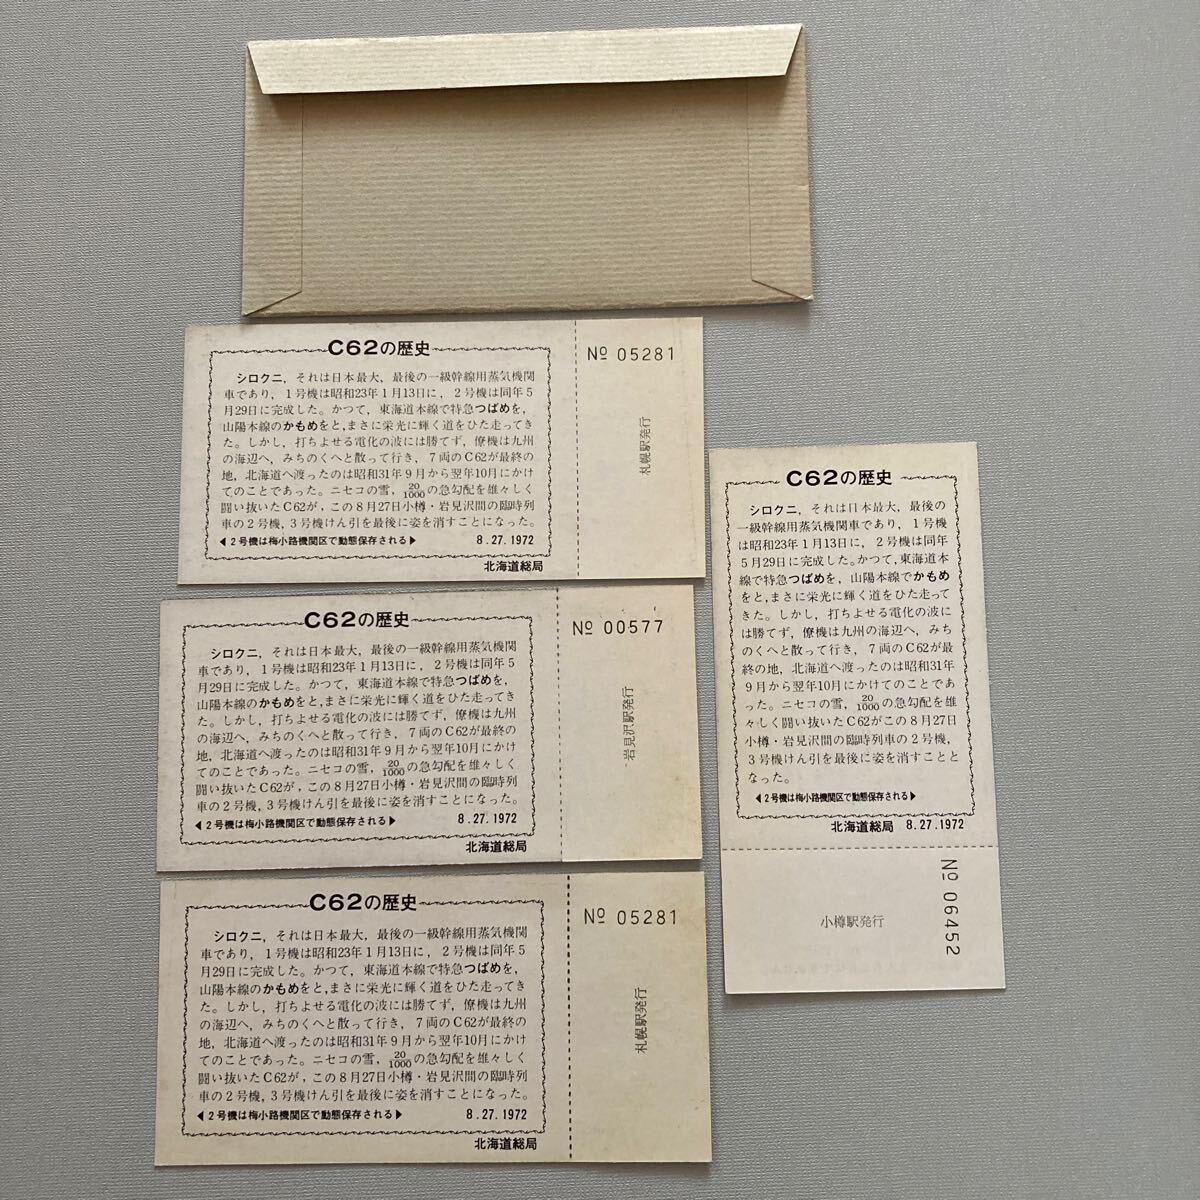 C62の歴史
シロクニ，それは日本最大，最後の一級幹線用蒸気機関
車であり，1号機は昭和23年1月13日に，2号機は同年5
月29日に完成した。かつて，東海道本線で特急つばめを，
山陽本線のかもめをと，まさに栄光に輝く道をひた走ってき
た。しかし，打ちよせる電化の波には勝てず，僚機は九州
の海辺へ，みちのくへと散って行き，7両のC62が最終の
地，北海道へ渡ったのは昭和31年9月から翌年10月にかけ
てのことであった。ニセコの雪，20/1000の急勾配を雄々しく
闘い抜いたC62が，この8月27日小樽・岩見沢間の臨時列
車の2号機，3号機けん引を最後に姿を消すことになった。
◀2号機は梅小路機関区で動態保存される▶ 8.27.1972
北海道総局
№ 05281
札幌駅発行
C62の歴史
シロクニ，それは日本最大，最後の一級幹線用蒸気機関
車であり，1号機は昭和23年1月13日に，2号機は同年5
月29日に完成した。かつて，東海道本線で特急つばめを，
山陽本線のかもめをと，まさに栄光に輝く道をひた走ってき
た。しかし，打ちよせる電化の波には勝てず，僚機は九州
の海辺へ，みちのくへと散って行き，7両のC62が最終の
地，北海道へ渡ったのは昭和31年9月から翌年10月にかけ
てのことであった。ニセコの雪，20/1000の急勾配を雄々しく
闘い抜いたC62が，この8月27日小樽・岩見沢間の臨時列
車の2号機，3号機けん引を最後に姿を消すことになった。
◀2号機は梅小路機関区で動態保存される▶ 8.27.1972
北海道総局
№ 00577
岩見沢駅発行
C62の歴史
シロクニ，それは日本最大，最後の一級幹線用蒸気機関
車であり，1号機は昭和23年1月13日に，2号機は同年5
月29日に完成した。かつて，東海道本線で特急つばめを，
山陽本線のかもめをと，まさに栄光に輝く道をひた走ってき
た。しかし，打ちよせる電化の波には勝てず，僚機は九州
の海辺へ，みちのくへと散って行き，7両のC62が最終の
地，北海道へ渡ったのは昭和31年9月から翌年10月にかけ
てのことであった。ニセコの雪，20/1000の急勾配を雄々しく
闘い抜いたC62が，この8月27日小樽・岩見沢間の臨時列
車の2号機，3号機けん引を最後に姿を消すことになった。
◀2号機は梅小路機関区で動態保存される▶ 8.27.1972
北海道総局
№ 05281
札幌駅発行
C62の歴史
シロクニ，それは日本最大，最後の
一級幹線用蒸気機関車であり，1号機
は昭和23年1月13日に，2号機は同年
5月29日に完成した。かつて，東海道本
線で特急つばめを，山陽本線でかもめ
をと，まさに栄光に輝く道をひた走って
きた。しかし，打ちよせる電化の波に
は勝てず，僚機は九州の海辺へ，みち
のくへと散って行き，7両のC62が最
終の地，北海道へ渡ったのは昭和31年
9月から翌年10月にかけてのことであ
った。ニセコの雪，20/1000の急勾配を雄
々しく闘い抜いたC62がこの8月27日
小樽・岩見沢間の臨時列車の2号機，
3号機けん引を最後に姿を消すことと
なった。
◀2号機は梅小路機関区で動態保存される▶
北海道総局 8.27.1972
№ 06452
小樽駅発行